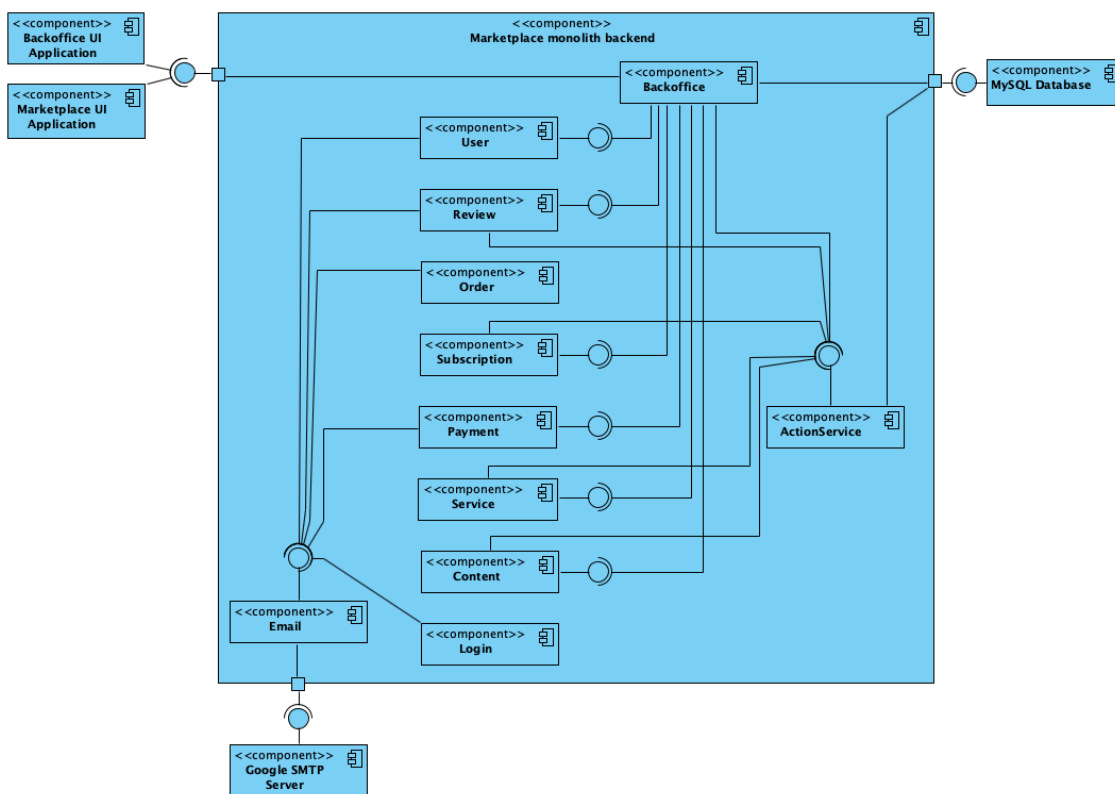 <<component>>
Backoffice UI
Application
<<component>>
Marketplace UI
Application
<<component>>
Marketplace monolith backend
<<component>>
Backoffice
<<component>>
MySQL Database
<<component>>
User
<<component>>
Review
<<component>>
Order
<<component>>
Subscription
<<component>>
Payment
<<component>>
ActionService
<<component>>
Service
<<component>>
Content
<<component>>
Email
<<component>>
Login
<<component>>
Google SMTP
Server